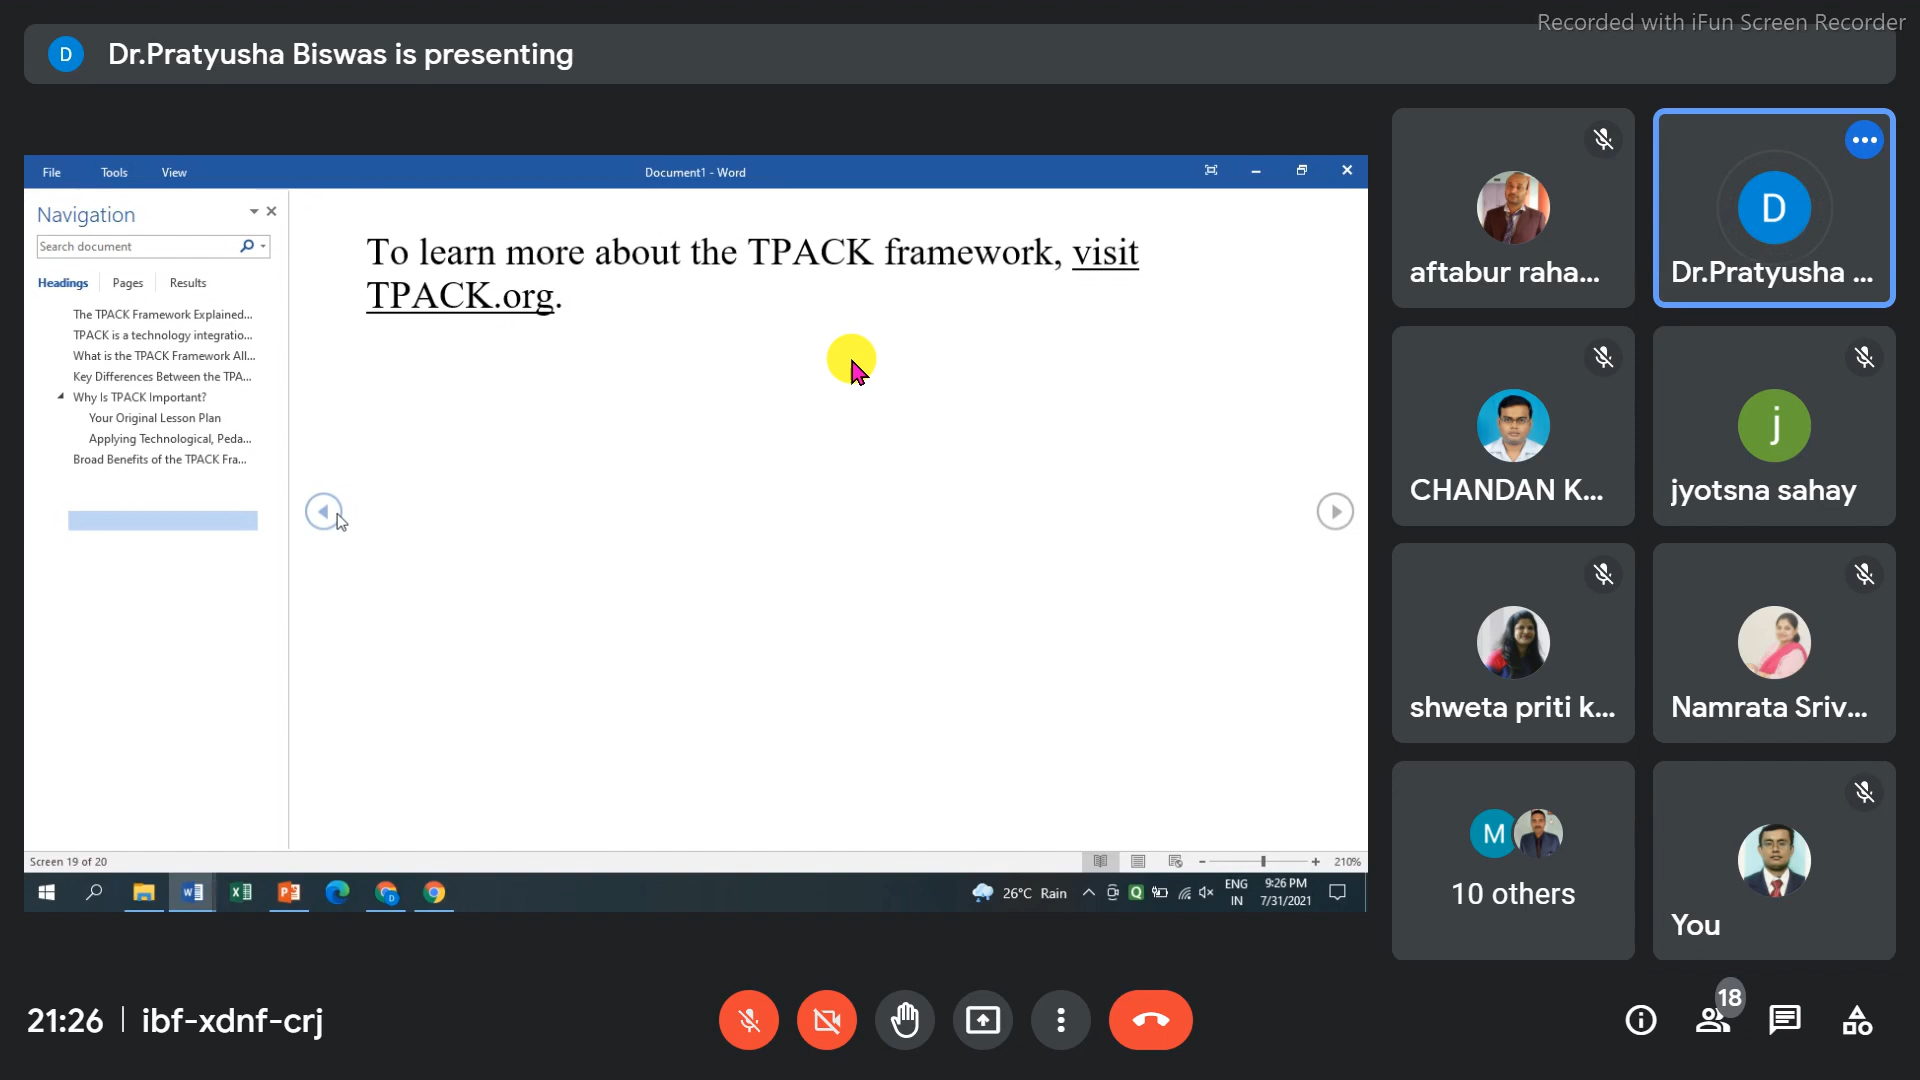 Recorded with iFun Screen Recorder
D Dr.Pratyusha Biswas is presenting
File Tools View Document1 - Word
Navigation
Search document
Headings Pages Results
The TPACK Framework Explained...
TPACK is a technology integratio...
What is the TPACK Framework All...
Key Differences Between the TPA...
Why Is TPACK Important?
Your Original Lesson Plan
Applying Technological, Peda...
Broad Benefits of the TPACK Fra...
To learn more about the TPACK framework, visit
TPACK.org.
Screen 19 of 20
210%
26°C Rain
ENG
IN
9:26 PM
7/31/2021
aftabur raha...
D
Dr.Pratyusha ...
CHANDAN K...
j
jyotsna sahay
shweta priti k...
Namrata Sriv...
M
10 others
You
21:26 | ibf-xdnf-crj
18